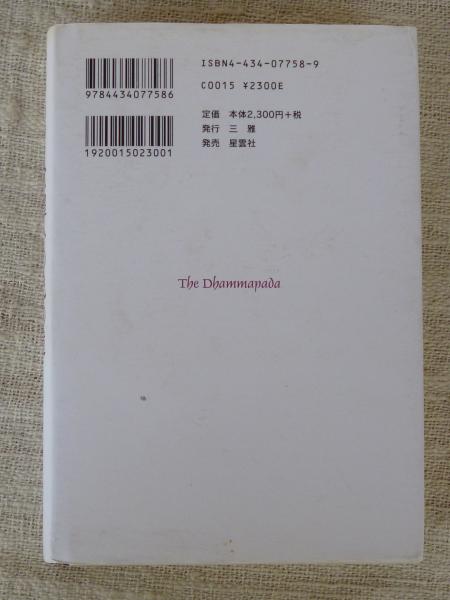 ISBN4-434-07758-9
9784434077586
C0015 ¥2300E
定価 本体2,300円+税
発行 三 雅
発売 星雲社
1920015023001
The Dhammapada